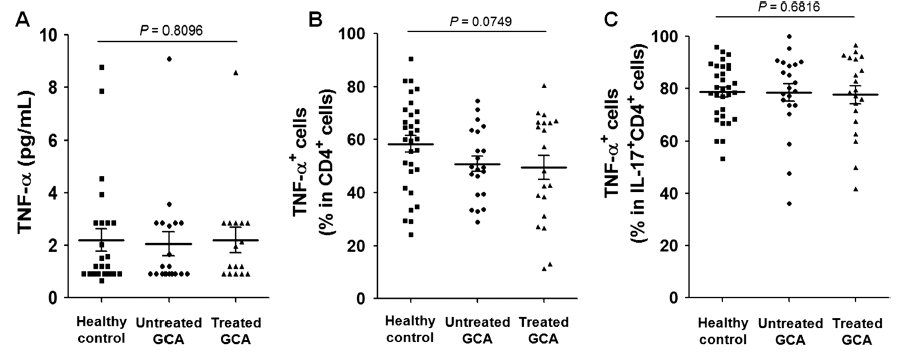 A
P = 0.8096
TNF-α (pg/mL)
10
8
6
4
2
0
Healthy control
Untreated GCA
Treated GCA
B
P = 0.0749
TNF-α⁺ cells
(% in CD4⁺ cells)
100
80
60
40
20
0
Healthy control
Untreated GCA
Treated GCA
C
P = 0.6816
TNF-α⁺ cells
(% in IL-17⁺CD4⁺ cells)
100
80
60
40
20
0
Healthy control
Untreated GCA
Treated GCA